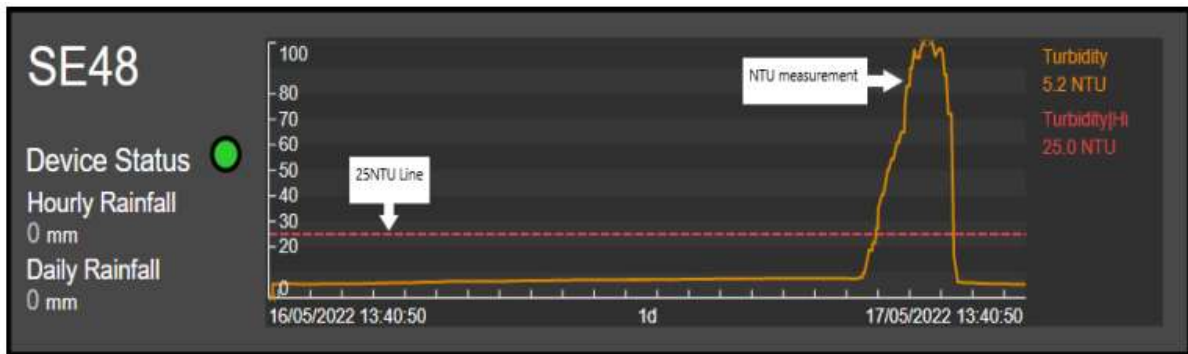 SE48
Device Status
Hourly Rainfall
0 mm
Daily Rainfall
0 mm
100
80
70
60
50
40
30
20
0
25NTU Line
NTU measurement
16/05/2022 13:40:50
1d
17/05/2022 13:40:50
Turbidity
5.2 NTU
Turbidity|Hi
25.0 NTU